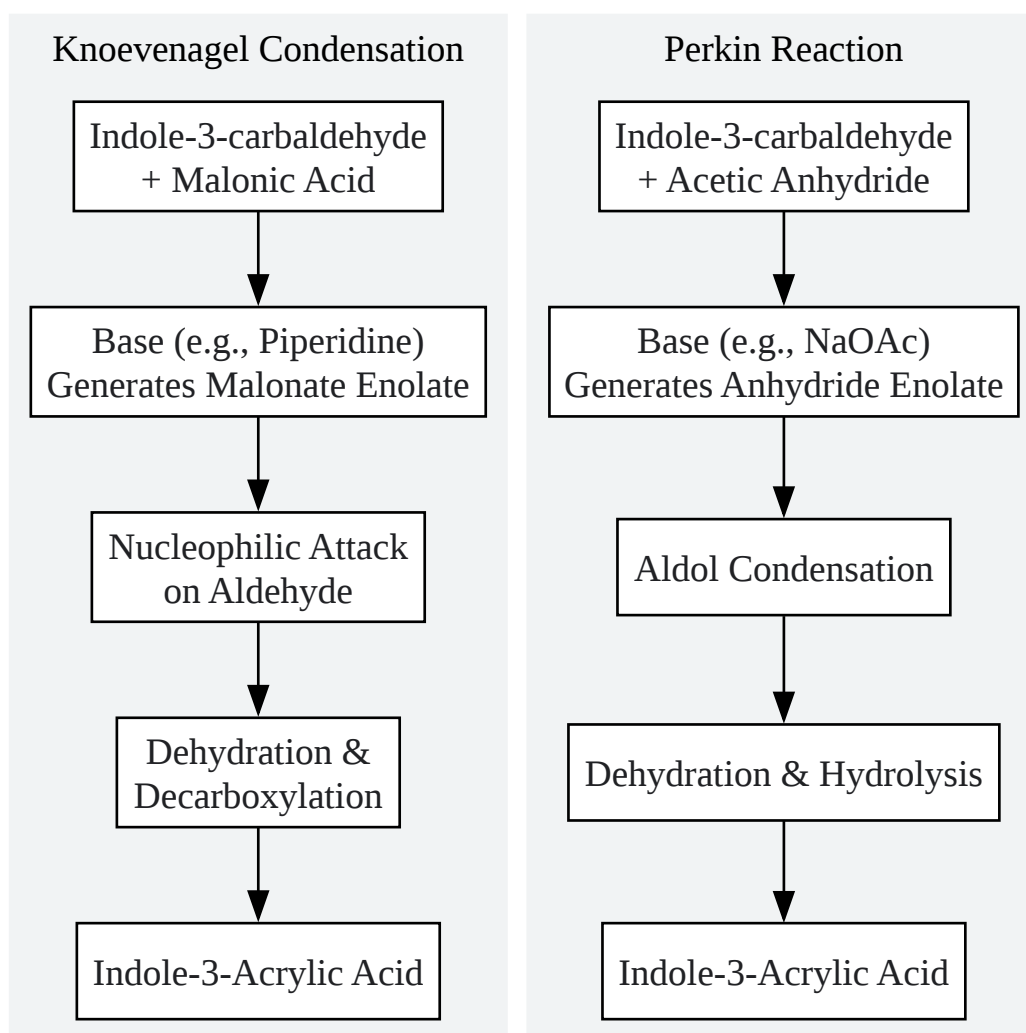 Knoevenagel Condensation
Indole-3-carbaldehyde
+ Malonic Acid
Base (e.g., Piperidine)
Generates Malonate Enolate
Nucleophilic Attack
on Aldehyde
Dehydration &
Decarboxylation
Indole-3-Acrylic Acid
Perkin Reaction
Indole-3-carbaldehyde
+ Acetic Anhydride
Base (e.g., NaOAc)
Generates Anhydride Enolate
Aldol Condensation
Dehydration & Hydrolysis
Indole-3-Acrylic Acid